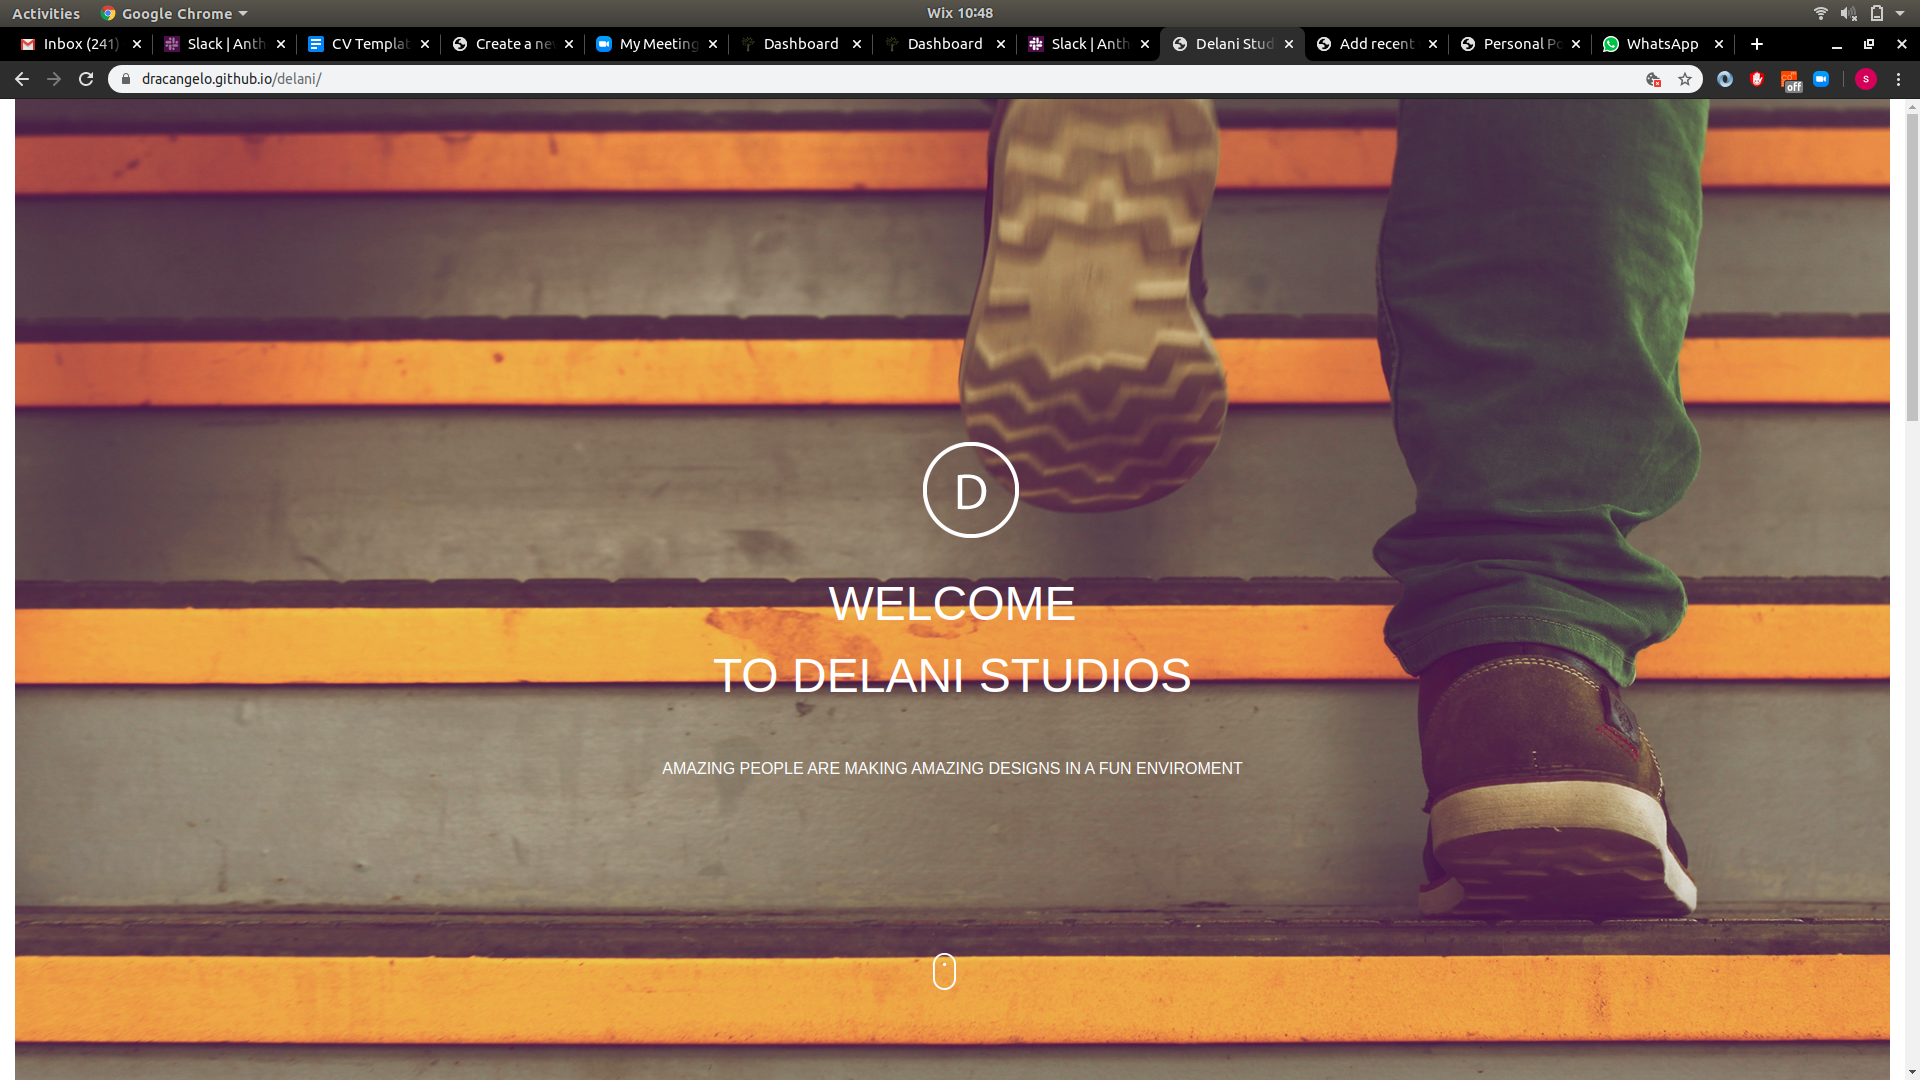 Activities Google Chrome Wix 10:48
Inbox (241) Slack | Anth CV Templat Create a ne My Meeting Dashboard Dashboard Slack | Anth Delani Stud Add recent Personal Po WhatsApp
dracangelo.github.io/delani/ off S
D
WELCOME
TO DELANI STUDIOS
AMAZING PEOPLE ARE MAKING AMAZING DESIGNS IN A FUN ENVIROMENT